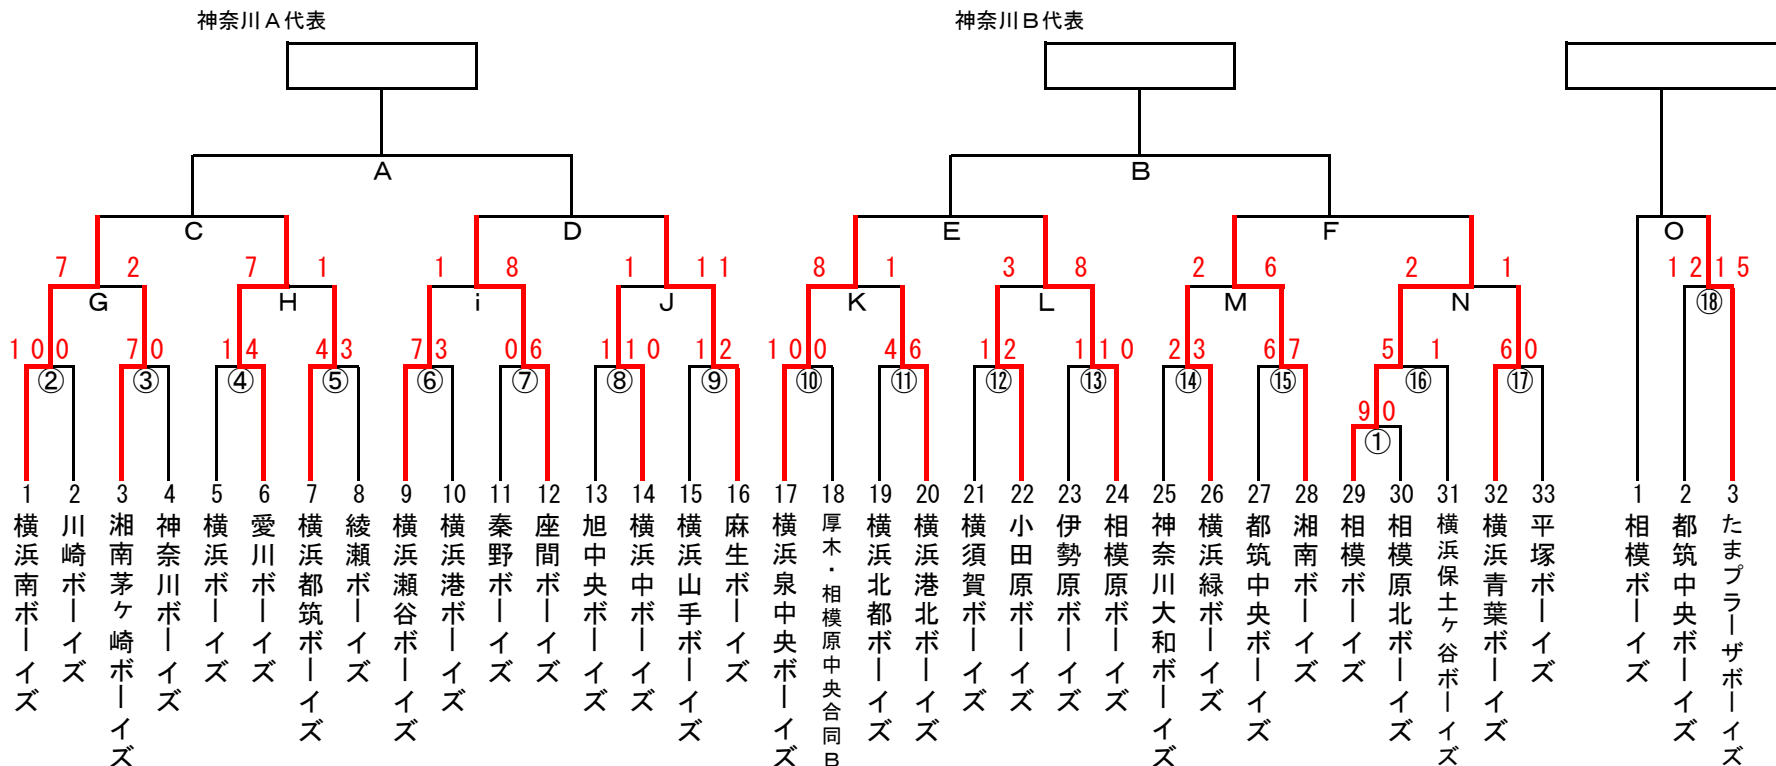 神奈川A代表
神奈川B代表
A
B
C
D
E
F
O
7 2
7 1
1 8
1 11
8 1
3 8
2 6
2 1
12 15
G
H
i
J
K
L
M
N
⑱
10 0
7 0
1 4
4 3
7 3
0 6
1 10
1 2
10 0
4 6
1 2
1 10
2 3
6 7
5 1
6 0
②
③
④
⑤
⑥
⑦
⑧
⑨
⑩
⑪
⑫
⑬
⑭
⑮
⑯
⑰
9 0
①
1 横浜南ボーイズ
2 川崎ボーイズ
3 湘南茅ヶ崎ボーイズ
4 神奈川ボーイズ
5 横浜ボーイズ
6 愛川ボーイズ
7 横浜都筑ボーイズ
8 綾瀬ボーイズ
9 横浜瀬谷ボーイズ
10 横浜港ボーイズ
11 秦野ボーイズ
12 座間ボーイズ
13 旭中央ボーイズ
14 横浜中ボーイズ
15 横浜山手ボーイズ
16 麻生ボーイズ
17 横浜泉中央ボーイズ
18 厚木・相模原中央合同B
19 横浜北都ボーイズ
20 横浜港北ボーイズ
21 横須賀ボーイズ
22 小田原ボーイズ
23 伊勢原ボーイズ
24 相模原ボーイズ
25 神奈川大和ボーイズ
26 横浜緑ボーイズ
27 都筑中央ボーイズ
28 湘南ボーイズ
29 相模ボーイズ
30 相模原北ボーイズ
31 横浜保土ヶ谷ボーイズ
32 横浜青葉ボーイズ
33 平塚ボーイズ
1 相模ボーイズ
2 都筑中央ボーイズ
3 たまプラーザボーイズ